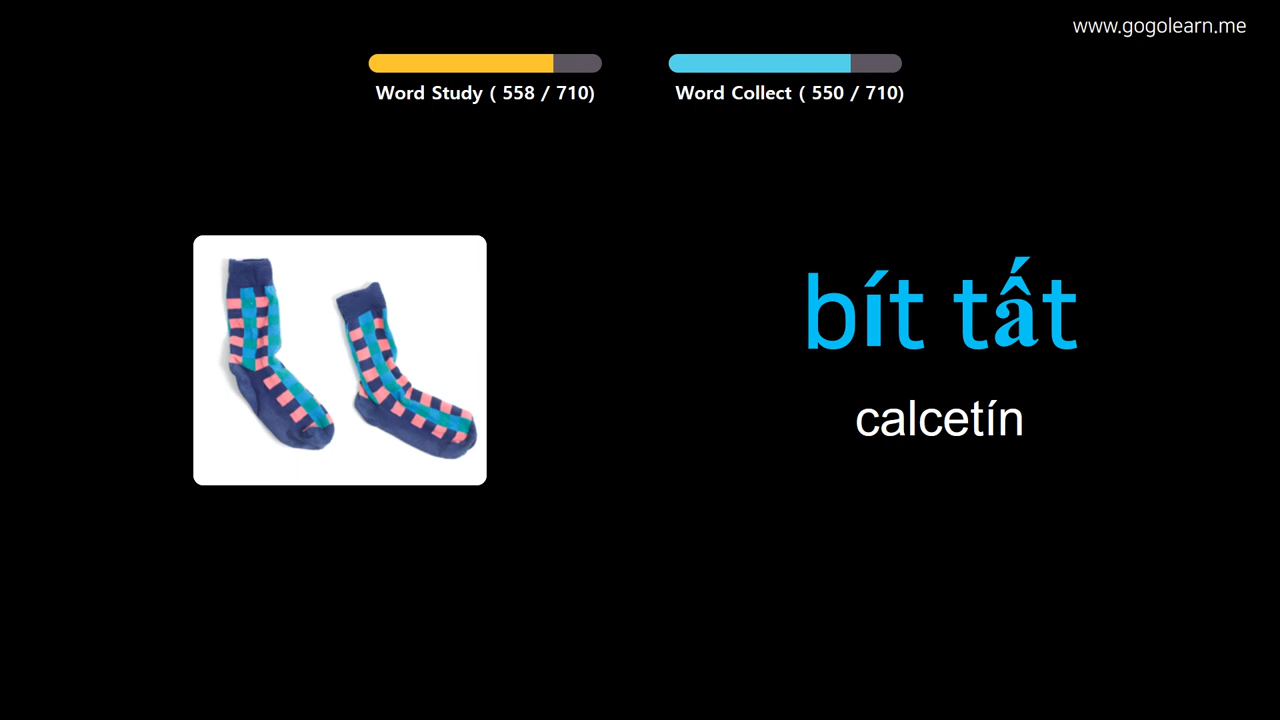 www.gogolearn.me
Word Study ( 558 / 710)
Word Collect ( 550 / 710)
bít tất
calcetín